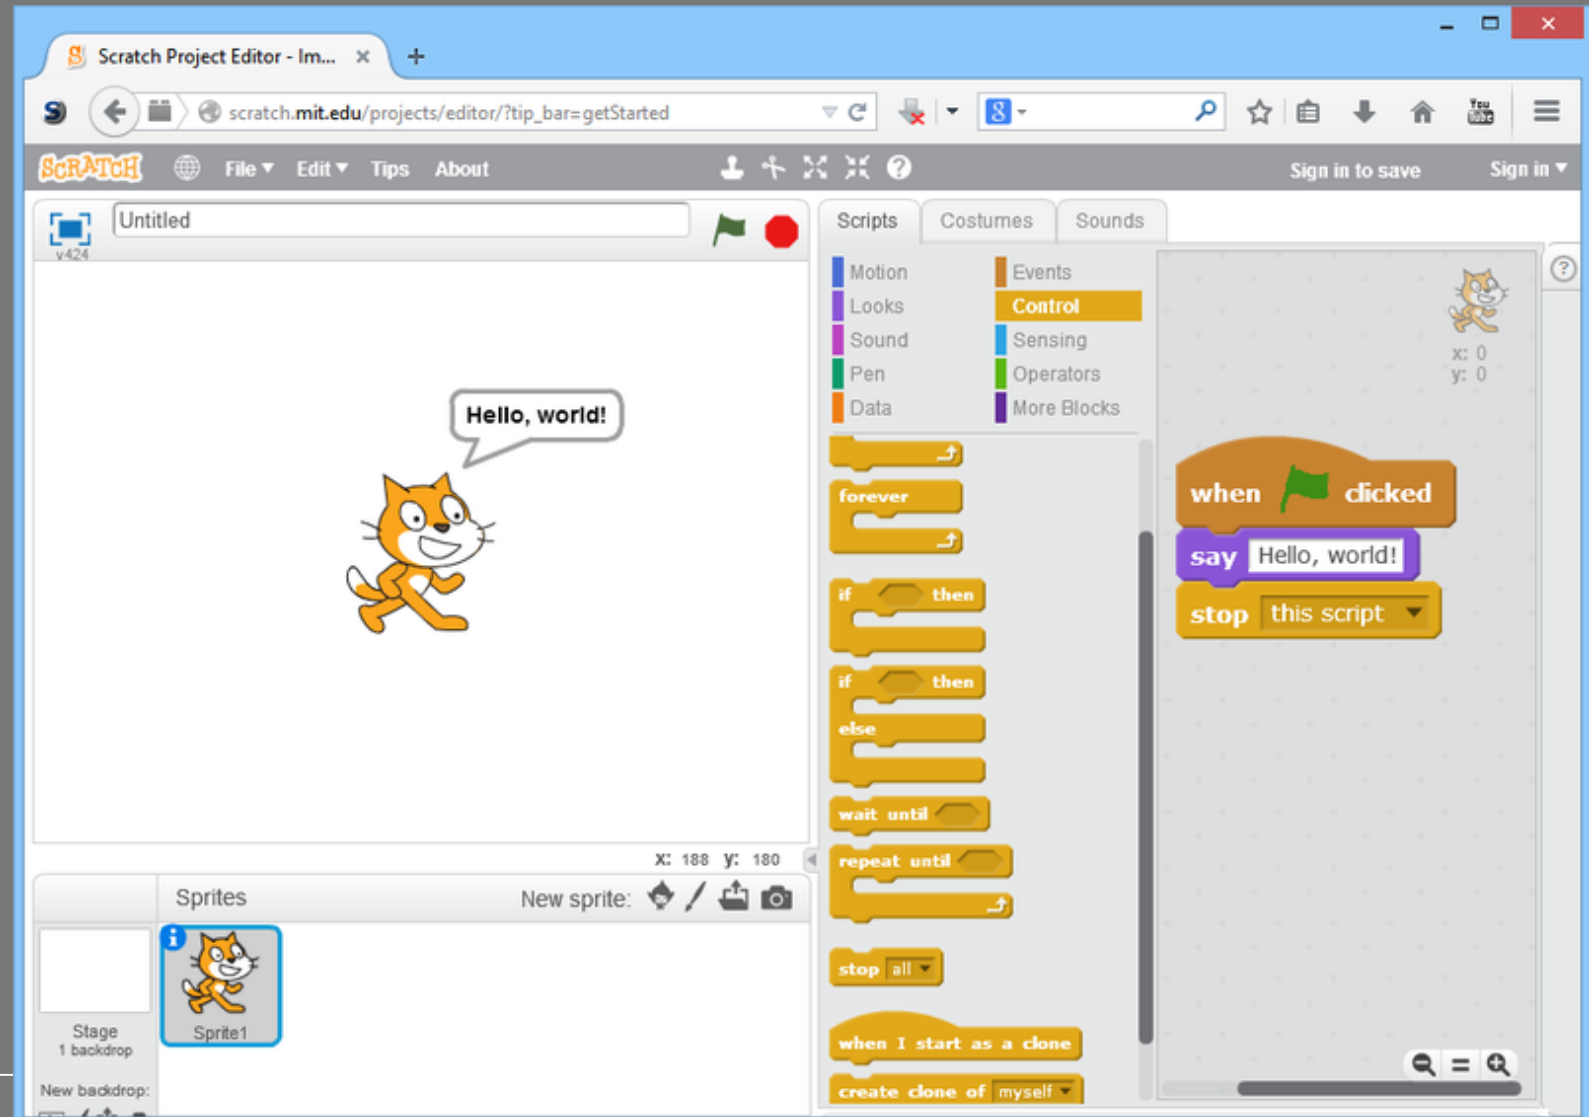 Scratch Project Editor - Im...
scratch.mit.edu/projects/editor/?tip_bar=getStarted
You Tube
SCRATCH File Edit Tips About Sign in to save Sign in
Untitled
v424
Scripts Costumes Sounds
Motion Events
Looks Control
Sound Sensing
Pen Operators
Data More Blocks
x: 0
y: 0
Hello, world!
when clicked
say Hello, world!
stop this script
forever
if then
if then
else
wait until
repeat until
stop all
when I start as a clone
create clone of myself
X: 188 y: 180
Sprites New sprite:
Sprite1
Stage
1 backdrop
New backdrop: